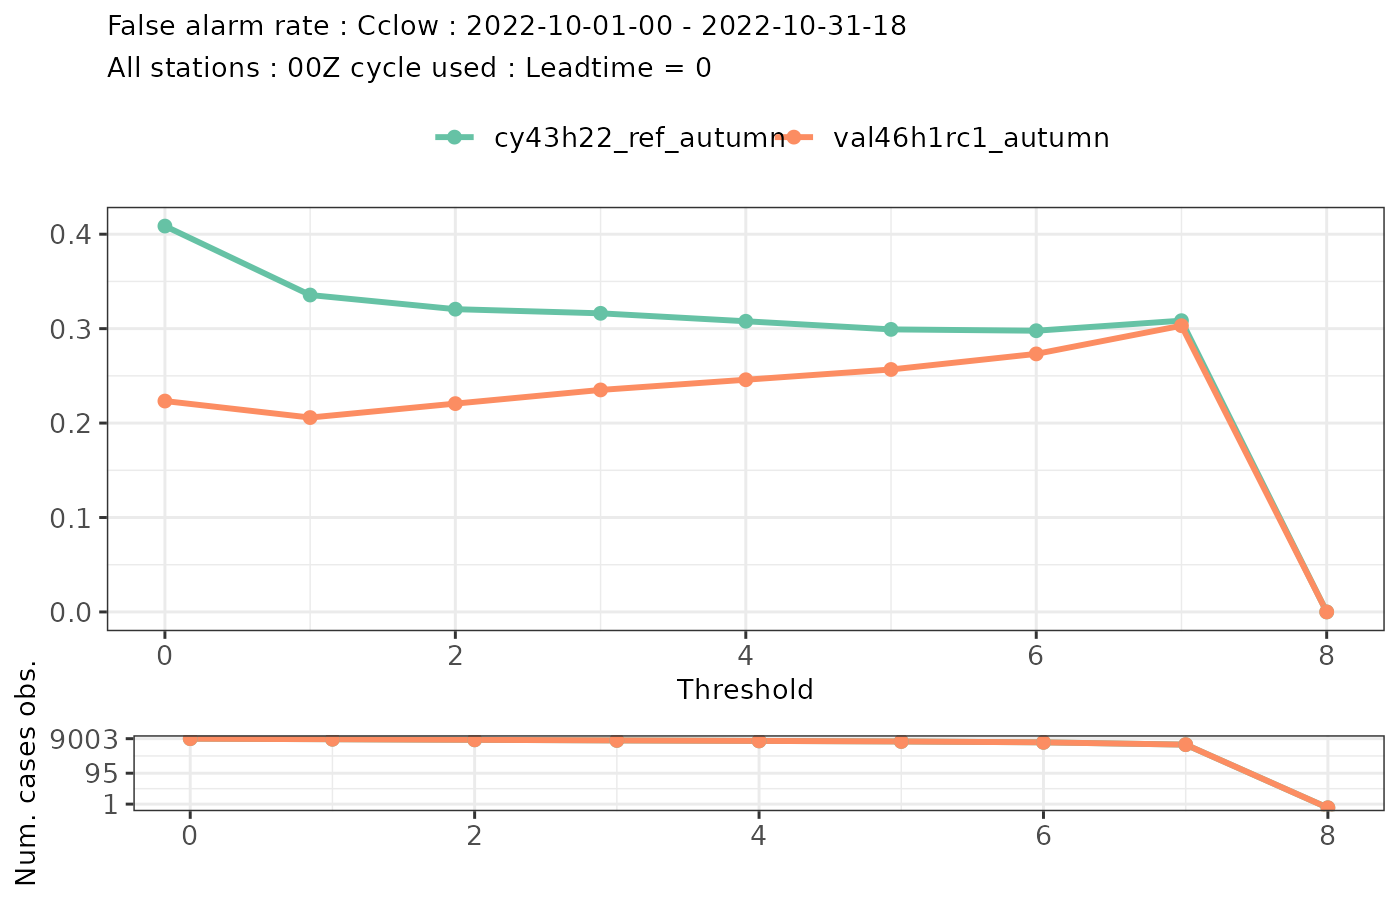 False alarm rate : Cclow : 2022-10-01-00 - 2022-10-31-18
All stations : 00Z cycle used : Leadtime = 0
cy43h22_ref_autumn val46h1rc1_autumn
0.4
0.3
0.2
0.1
0.0
0 2 4 6 8
Threshold
Num. cases obs.
9003
95
1
0 2 4 6 8